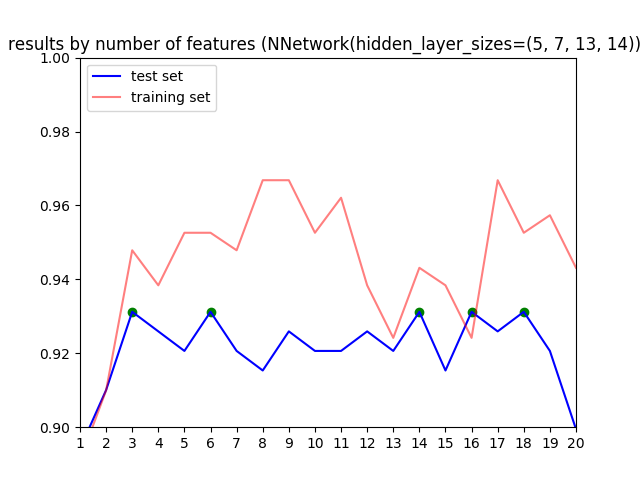 results by number of features (NNetwork(hidden_layer_sizes=(5, 7, 13, 14))
1.00
test set
training set
0.98
0.96
0.94
0.92
0.90
1 2 3 4 5 6 7 8 9 10 11 12 13 14 15 16 17 18 19 20